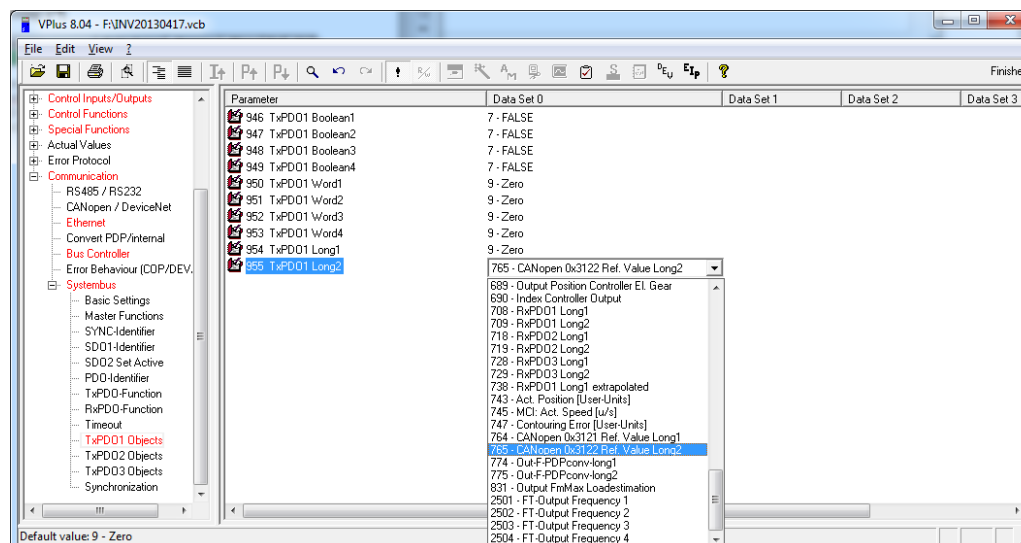 VPlus 8.04 - F:\INV20130417.vcb
File Edit View ?
Finishe
Control Inputs/Outputs
Control Functions
Special Functions
Actual Values
Error Protocol
Communication
RS485 / RS232
CANopen / DeviceNet
Ethernet
Convert PDP/internal
Bus Controller
Error Behaviour (COP/DEV.
Systembus
Basic Settings
Master Functions
SYNC-Identifier
SDO1-Identifier
SDO2 Set Active
PDO-Identifier
TxPDO-Function
RxPDO-Function
Timeout
TxPDO1 Objects
TxPDO2 Objects
TxPDO3 Objects
Synchronization
Parameter Data Set 0 Data Set 1 Data Set 2 Data Set 3
946 TxPDO1 Boolean1 7 - FALSE
947 TxPDO1 Boolean2 7 - FALSE
948 TxPDO1 Boolean3 7 - FALSE
949 TxPDO1 Boolean4 7 - FALSE
950 TxPDO1 Word1 9 - Zero
951 TxPDO1 Word2 9 - Zero
952 TxPDO1 Word3 9 - Zero
953 TxPDO1 Word4 9 - Zero
954 TxPDO1 Long1 9 - Zero
955 TxPDO1 Long2 765 - CANopen 0x3122 Ref. Value Long2
689 - Output Position Controller El. Gear
690 - Index Controller Output
708 - RxPDO1 Long1
709 - RxPDO1 Long2
718 - RxPDO2 Long1
719 - RxPDO2 Long2
728 - RxPDO3 Long1
729 - RxPDO3 Long2
738 - RxPDO1 Long1 extrapolated
743 - Act. Position [User-Units]
745 - MCI: Act. Speed [u/s]
747 - Contouring Error [User-Units]
764 - CANopen 0x3121 Ref. Value Long1
765 - CANopen 0x3122 Ref. Value Long2
774 - Out-F-PDPconv-long1
775 - Out-F-PDPconv-long2
831 - Output FmMax Loadestimation
2501 - FT-Output Frequency 1
2502 - FT-Output Frequency 2
2503 - FT-Output Frequency 3
2504 - FT-Output Frequency 4
Default value: 9 - Zero